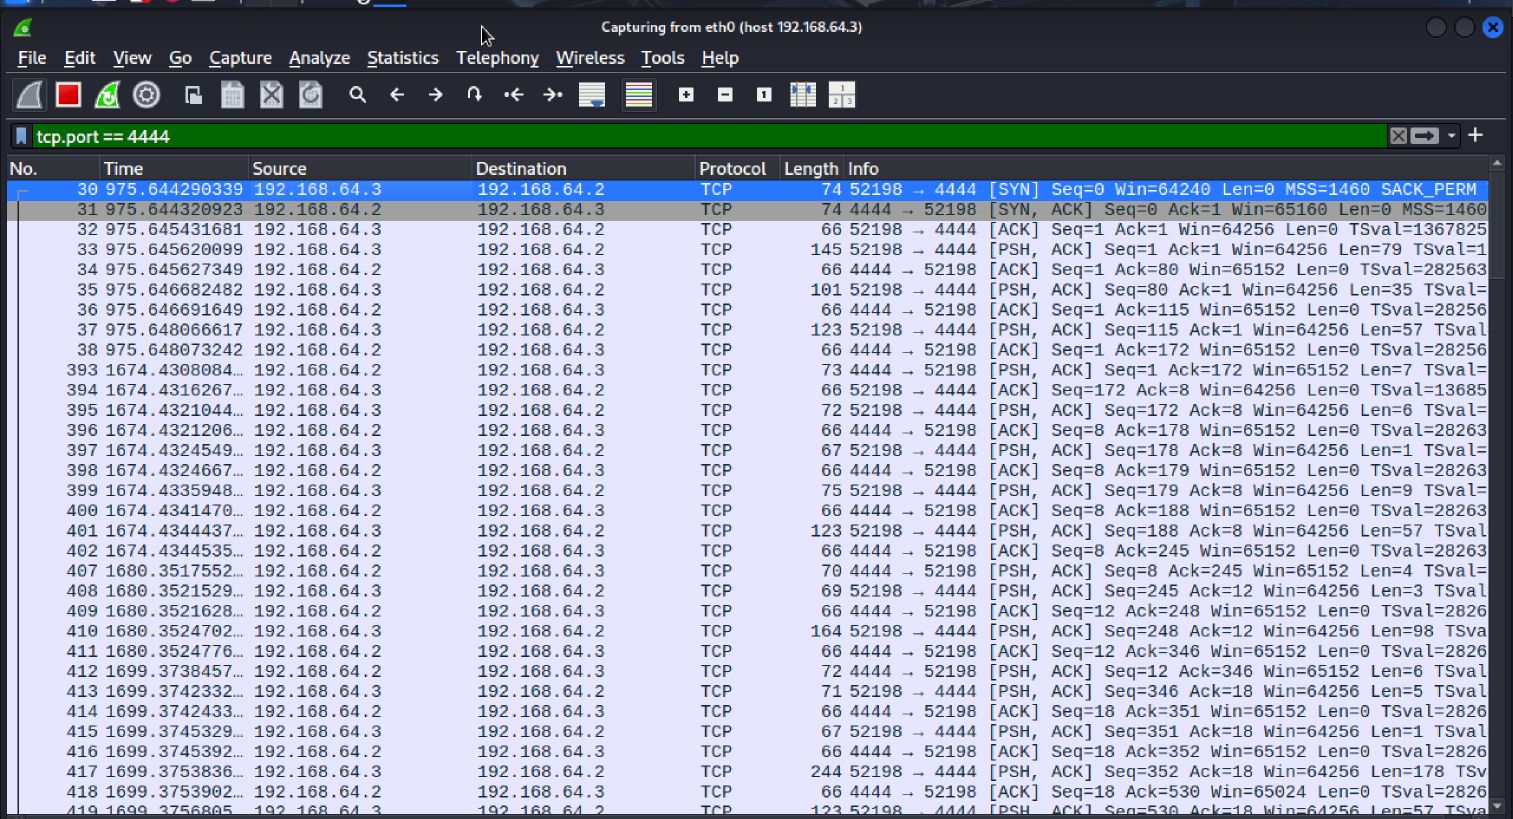 Capturing from eth0 (host 192.168.64.3)
File Edit View Go Capture Analyze Statistics Telephony Wireless Tools Help
tcp.port == 4444
No. Time Source Destination Protocol Length Info
30 975.644290339 192.168.64.3 192.168.64.2 TCP 74 52198 → 4444 [SYN] Seq=0 Win=64240 Len=0 MSS=1460 SACK_PERM
31 975.644320923 192.168.64.2 192.168.64.3 TCP 74 4444 → 52198 [SYN, ACK] Seq=0 Ack=1 Win=65160 Len=0 MSS=1460
32 975.645431681 192.168.64.3 192.168.64.2 TCP 66 52198 → 4444 [ACK] Seq=1 Ack=1 Win=64256 Len=0 TSval=1367825
33 975.645620099 192.168.64.3 192.168.64.2 TCP 145 52198 → 4444 [PSH, ACK] Seq=1 Ack=1 Win=64256 Len=79 TSval=1
34 975.645627349 192.168.64.2 192.168.64.3 TCP 66 4444 → 52198 [ACK] Seq=1 Ack=80 Win=65152 Len=0 TSval=282563
35 975.646682482 192.168.64.3 192.168.64.2 TCP 101 52198 → 4444 [PSH, ACK] Seq=80 Ack=1 Win=64256 Len=35 TSval=
36 975.646691649 192.168.64.2 192.168.64.3 TCP 66 4444 → 52198 [ACK] Seq=1 Ack=115 Win=65152 Len=0 TSval=28256
37 975.648066617 192.168.64.3 192.168.64.2 TCP 123 52198 → 4444 [PSH, ACK] Seq=115 Ack=1 Win=64256 Len=57 TSval
38 975.648073242 192.168.64.2 192.168.64.3 TCP 66 4444 → 52198 [ACK] Seq=1 Ack=172 Win=65152 Len=0 TSval=28256
393 1674.4308084… 192.168.64.2 192.168.64.3 TCP 73 4444 → 52198 [PSH, ACK] Seq=1 Ack=172 Win=65152 Len=7 TSval=
394 1674.4316267… 192.168.64.3 192.168.64.2 TCP 66 52198 → 4444 [ACK] Seq=172 Ack=8 Win=64256 Len=0 TSval=13685
395 1674.4321044… 192.168.64.3 192.168.64.2 TCP 72 52198 → 4444 [PSH, ACK] Seq=172 Ack=8 Win=64256 Len=6 TSval=
396 1674.4321206… 192.168.64.2 192.168.64.3 TCP 66 4444 → 52198 [ACK] Seq=8 Ack=178 Win=65152 Len=0 TSval=28263
397 1674.4324549… 192.168.64.3 192.168.64.2 TCP 67 52198 → 4444 [PSH, ACK] Seq=178 Ack=8 Win=64256 Len=1 TSval=
398 1674.4324667… 192.168.64.2 192.168.64.3 TCP 66 4444 → 52198 [ACK] Seq=8 Ack=179 Win=65152 Len=0 TSval=28263
399 1674.4335948… 192.168.64.3 192.168.64.2 TCP 75 52198 → 4444 [PSH, ACK] Seq=179 Ack=8 Win=64256 Len=9 TSval=
400 1674.4341470… 192.168.64.2 192.168.64.3 TCP 66 4444 → 52198 [ACK] Seq=8 Ack=188 Win=65152 Len=0 TSval=28263
401 1674.4344437… 192.168.64.3 192.168.64.2 TCP 123 52198 → 4444 [PSH, ACK] Seq=188 Ack=8 Win=64256 Len=57 TSval
402 1674.4344535… 192.168.64.2 192.168.64.3 TCP 66 4444 → 52198 [ACK] Seq=8 Ack=245 Win=65152 Len=0 TSval=28263
407 1680.3517552… 192.168.64.2 192.168.64.3 TCP 70 4444 → 52198 [PSH, ACK] Seq=8 Ack=245 Win=65152 Len=4 TSval=
408 1680.3521529… 192.168.64.3 192.168.64.2 TCP 69 52198 → 4444 [PSH, ACK] Seq=245 Ack=12 Win=64256 Len=3 TSval=
409 1680.3521628… 192.168.64.2 192.168.64.3 TCP 66 4444 → 52198 [ACK] Seq=12 Ack=248 Win=65152 Len=0 TSval=2826
410 1680.3524702… 192.168.64.3 192.168.64.2 TCP 164 52198 → 4444 [PSH, ACK] Seq=248 Ack=12 Win=64256 Len=98 TSva
411 1680.3524776… 192.168.64.2 192.168.64.3 TCP 66 4444 → 52198 [ACK] Seq=12 Ack=346 Win=65152 Len=0 TSval=2826
412 1699.3738457… 192.168.64.2 192.168.64.3 TCP 72 4444 → 52198 [PSH, ACK] Seq=12 Ack=346 Win=65152 Len=6 TSval
413 1699.3742332… 192.168.64.3 192.168.64.2 TCP 71 52198 → 4444 [PSH, ACK] Seq=346 Ack=18 Win=64256 Len=5 TSval
414 1699.3742433… 192.168.64.2 192.168.64.3 TCP 66 4444 → 52198 [ACK] Seq=18 Ack=351 Win=65152 Len=0 TSval=2826
415 1699.3745329… 192.168.64.3 192.168.64.2 TCP 67 52198 → 4444 [PSH, ACK] Seq=351 Ack=18 Win=64256 Len=1 TSval
416 1699.3745392… 192.168.64.2 192.168.64.3 TCP 66 4444 → 52198 [ACK] Seq=18 Ack=352 Win=65152 Len=0 TSval=2826
417 1699.3753836… 192.168.64.3 192.168.64.2 TCP 244 52198 → 4444 [PSH, ACK] Seq=352 Ack=18 Win=64256 Len=178 TSv
418 1699.3753902… 192.168.64.2 192.168.64.3 TCP 66 4444 → 52198 [ACK] Seq=18 Ack=530 Win=65024 Len=0 TSval=2826
419 1699.3756805… 192.168.64.3 192.168.64.2 TCP 123 52198 → 4444 [PSH, ACK] Seq=530 Ack=18 Win=64256 Len=57 TSva